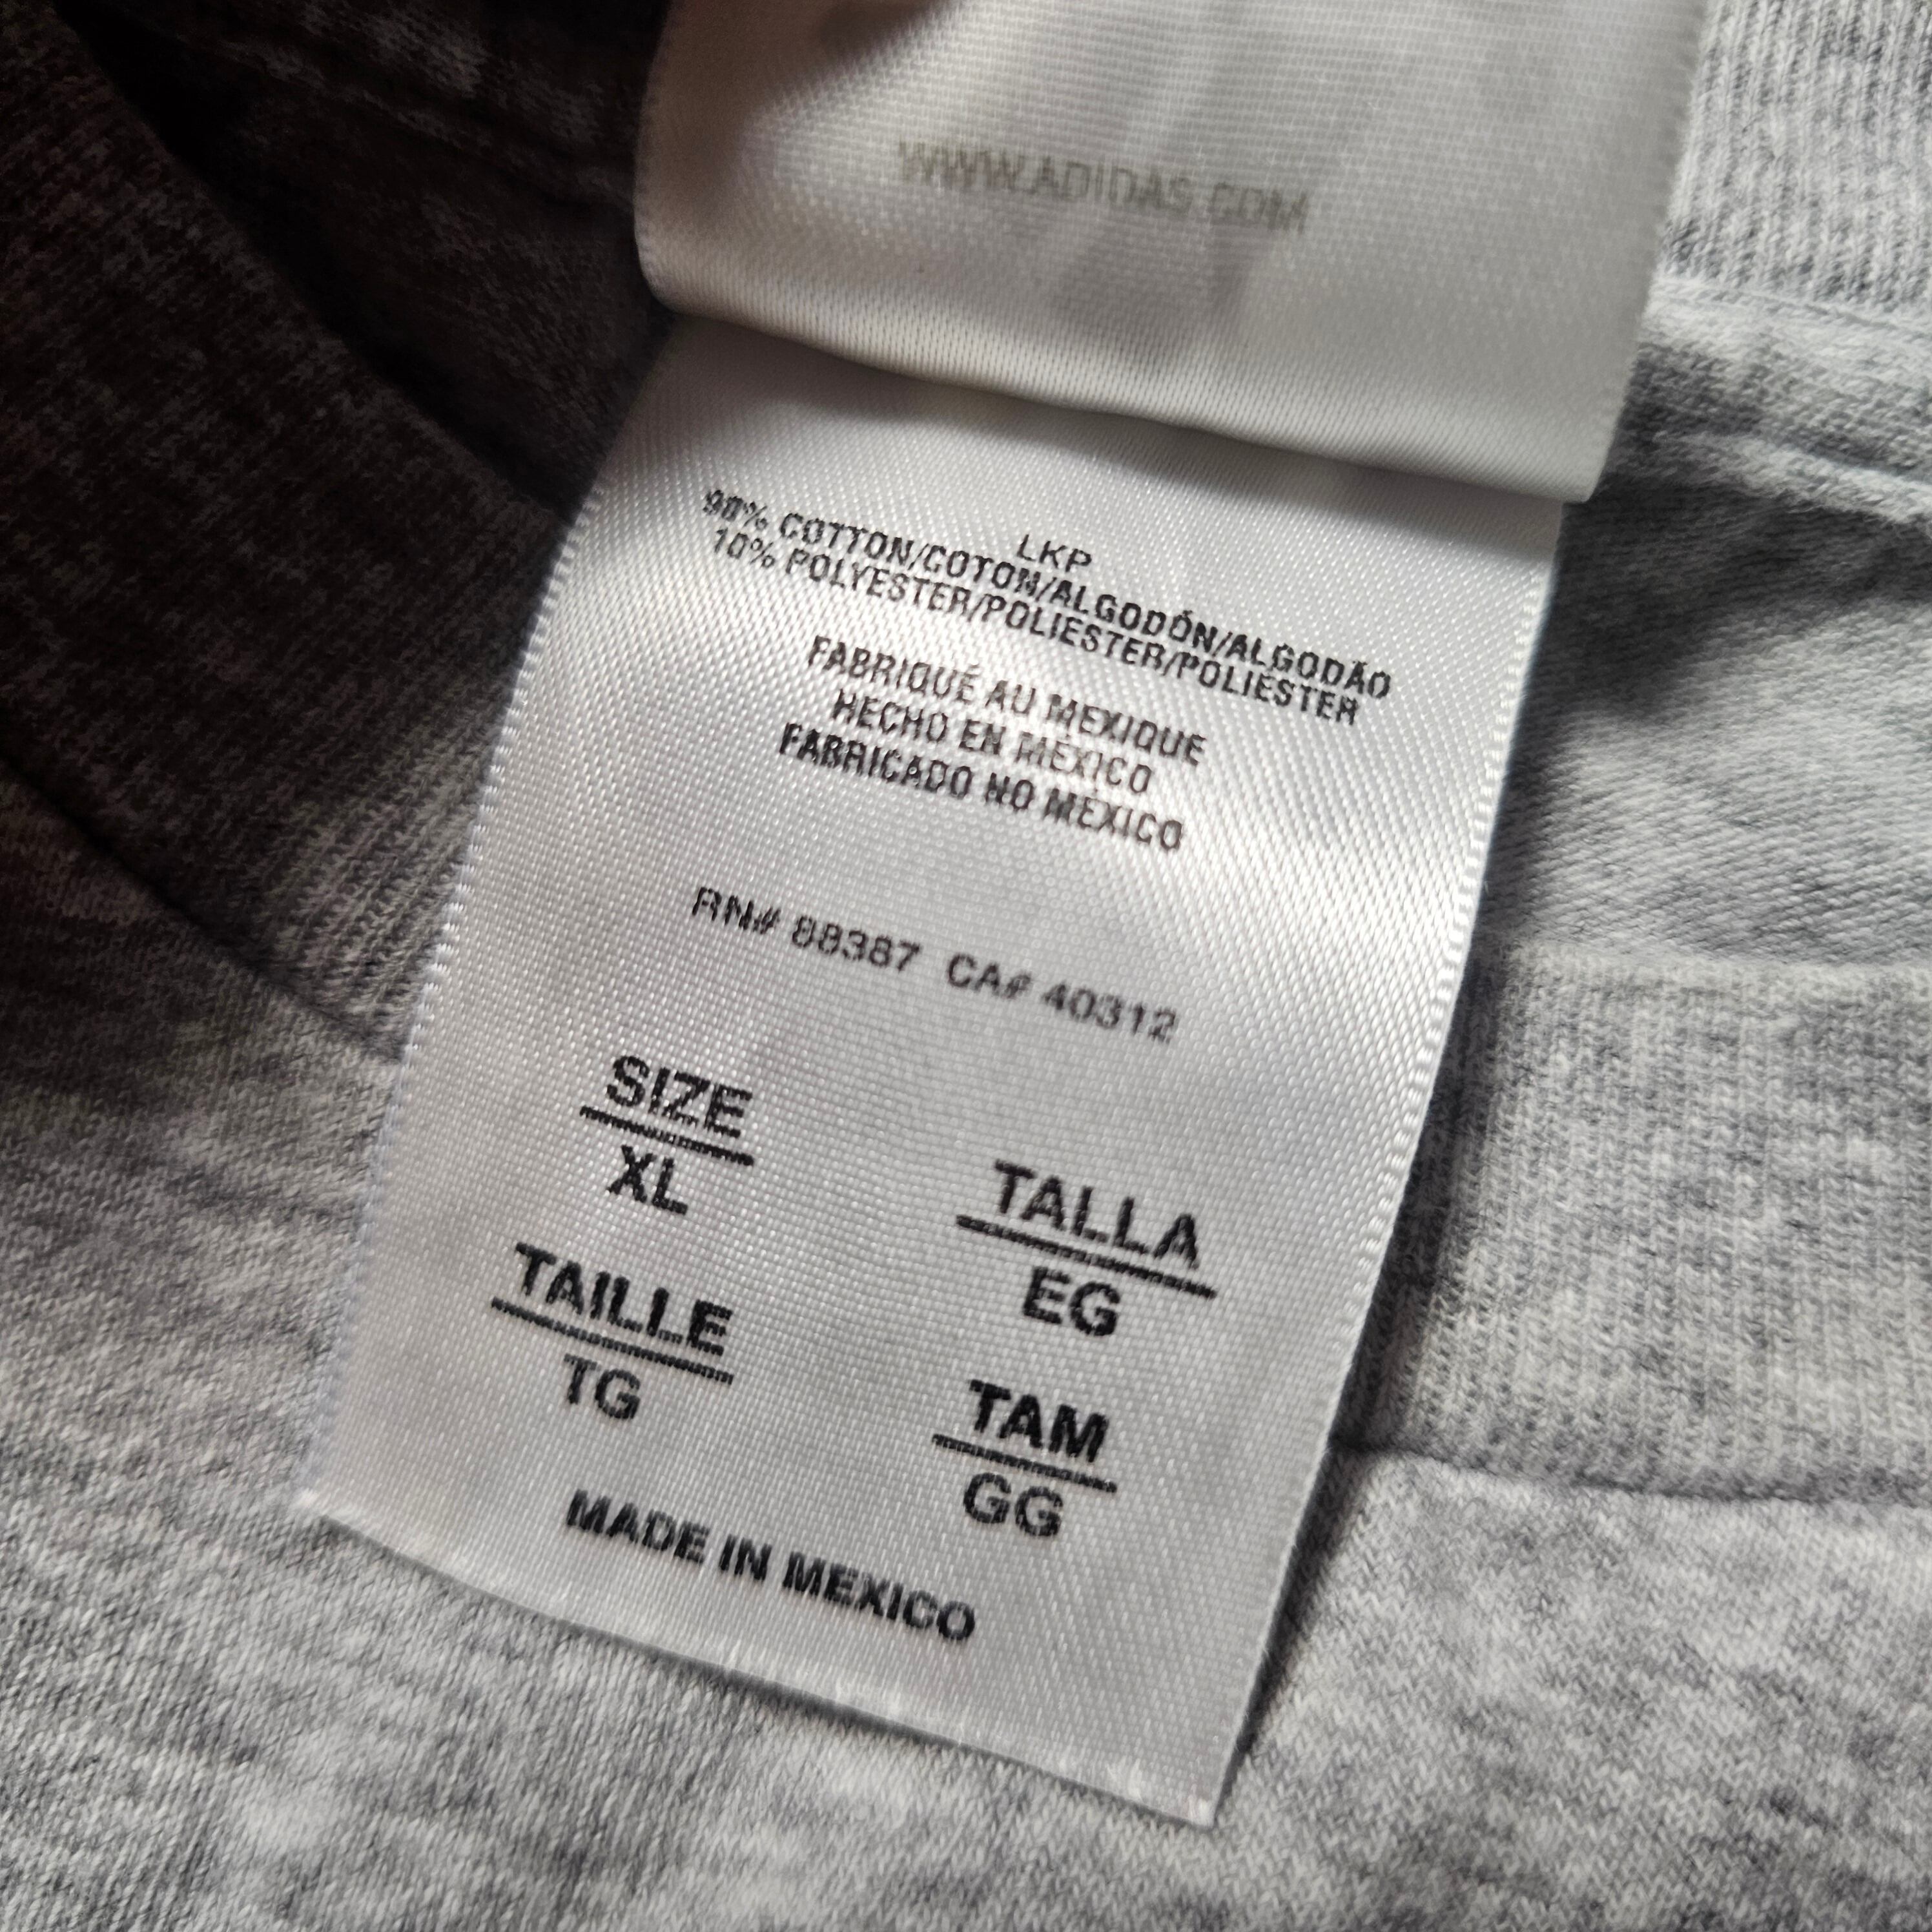 WWW.ADIDAS.COM
LKP
90% COTTON/COTON/ALGODÓN/ALGODÃO
10% POLYESTER/POLIESTER/POLIÉSTER
FABRIQUÉ AU MEXIQUE
HECHO EN MEXICO
FABRICADO NO MEXICO
RN# 88387 CA# 40312
SIZE
XL
TALLA
EG
TAILLE
TG
TAM
GG
MADE IN MEXICO